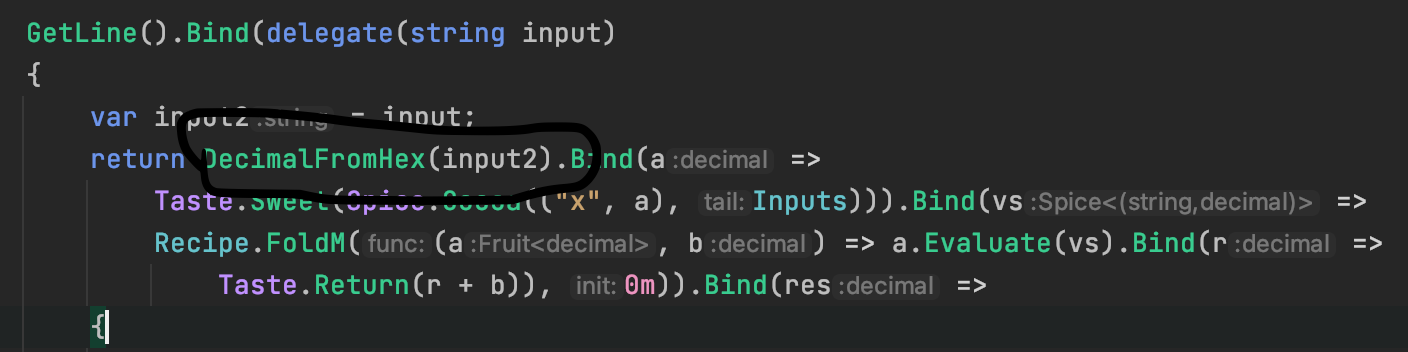 GetLine().Bind(delegate(string input)
{
var input2:string = input;
return DecimalFromHex(input2).Bind(a:decimal =>
Taste.Sweet(Spice.Cocoa(("x", a), tail:Inputs))).Bind(vs:Spice<(string,decimal)> =>
Recipe.FoldM(func:(a:Fruit<decimal>, b:decimal) => a.Evaluate(vs).Bind(r:decimal =>
Taste.Return(r + b)), init:0m)).Bind(res:decimal =>
{